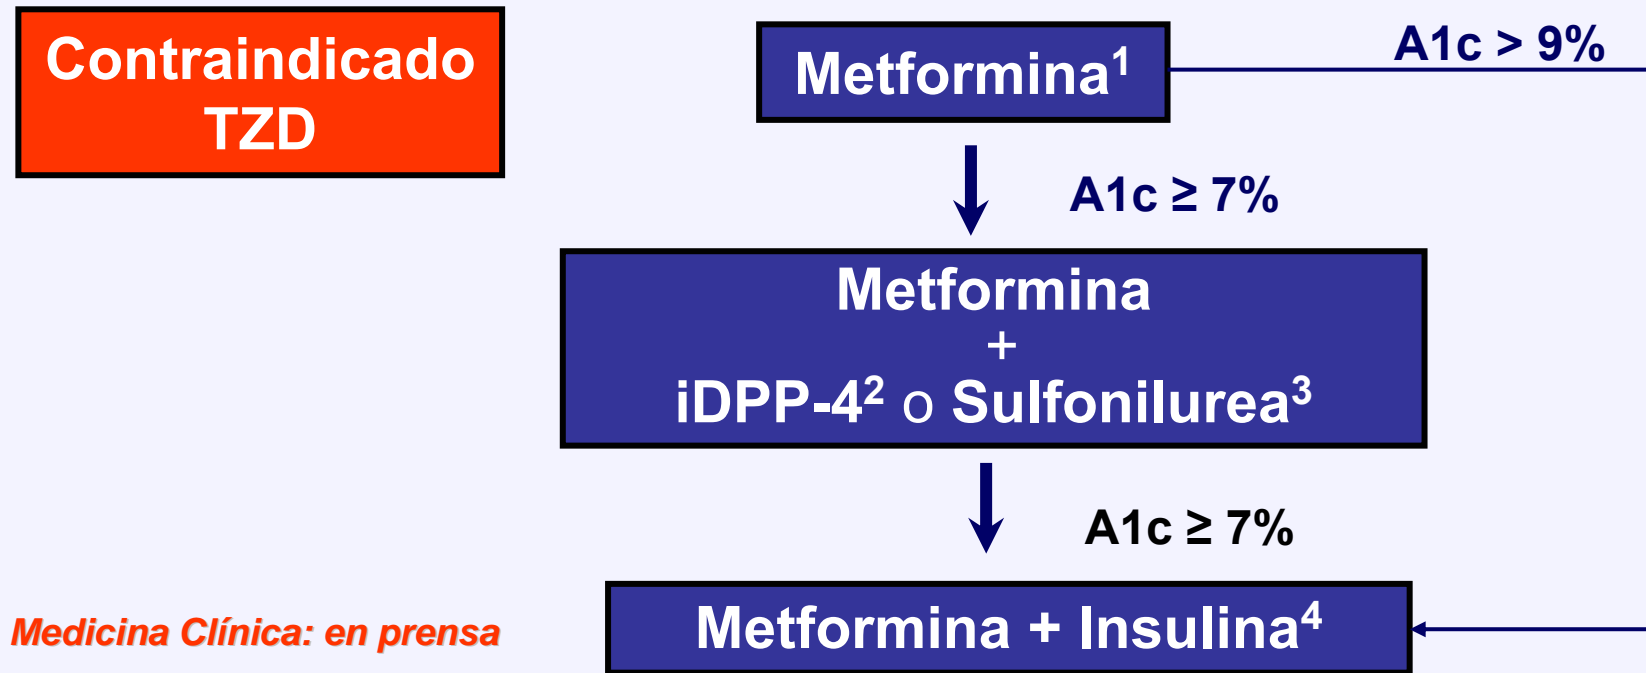 Contraindicado
TZD
Metformina¹
A1c > 9%
A1c ≥ 7%
Metformina
+
iDPP-4² o Sulfonilurea³
A1c ≥ 7%
Metformina + Insulina⁴
Medicina Clínica: en prensa